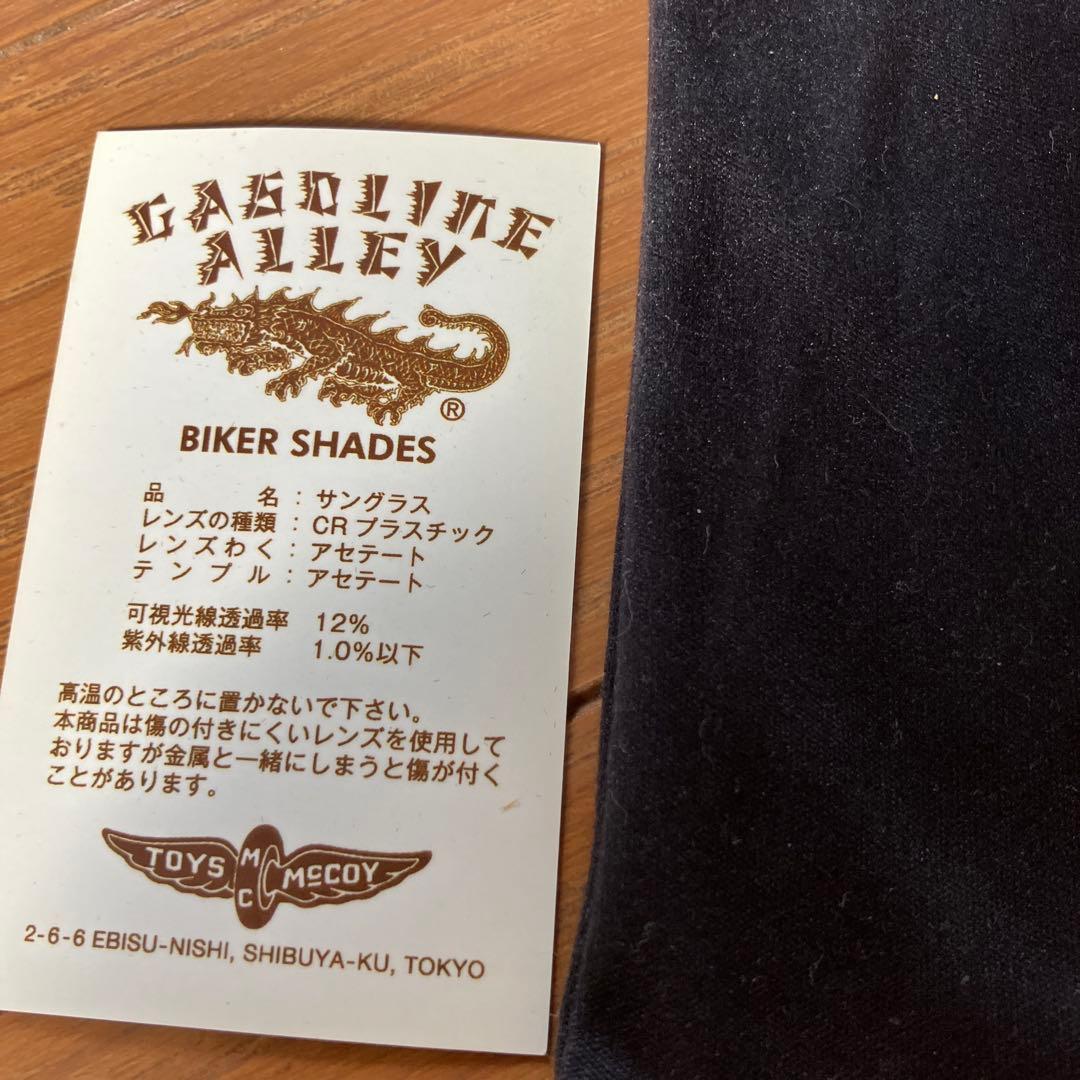 GASOLINE
ALLEY
®
BIKER SHADES
品名:サングラス
レンズの種類:CRプラスチック
レンズわく:アセテート
テンプル:アセテート
可視光線透過率 12%
紫外線透過率 1.0%以下
高温のところに置かないで下さい。
本商品は傷の付きにくいレンズを使用して
おりますが金属と一緒にしまうと傷が付く
ことがあります。
TOYS McCOY
MC
2-6-6 EBISU-NISHI, SHIBUYA-KU, TOKYO